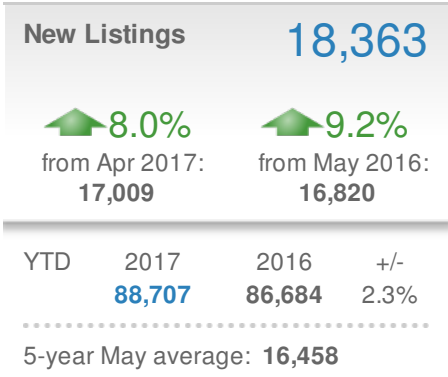 New Listings 18,363
8.0% 9.2%
from Apr 2017: from May 2016:
17,009 16,820
YTD 2017 2016 +/-
88,707 86,684 2.3%
5-year May average: 16,458